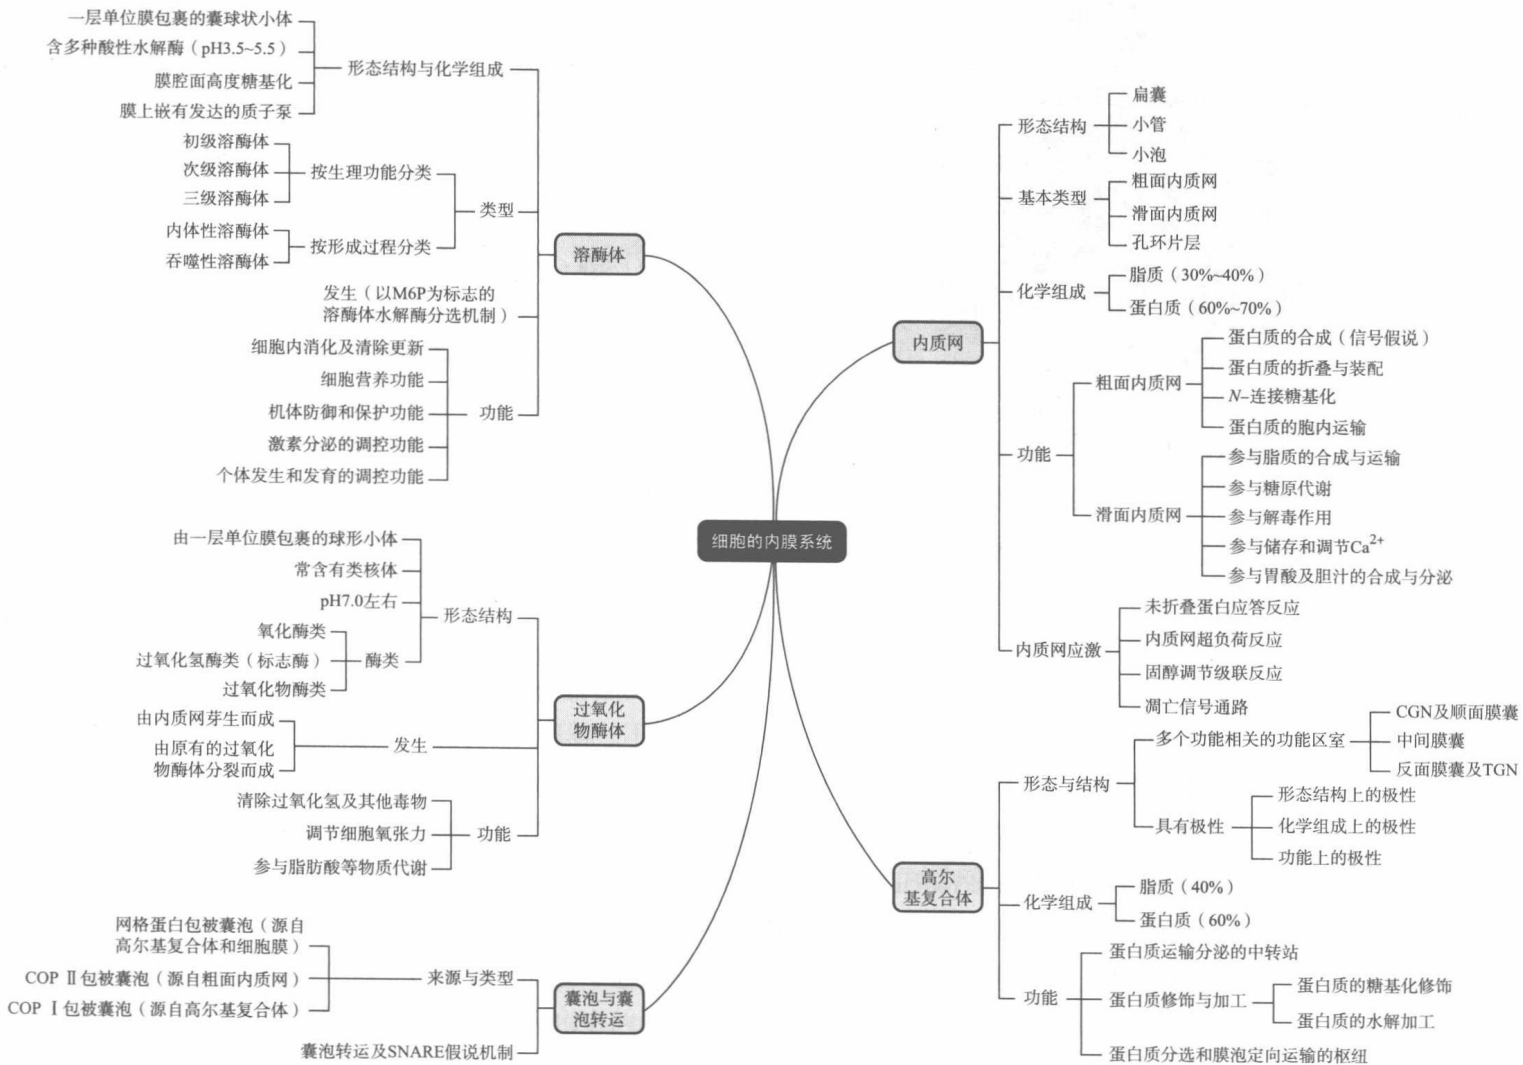 细胞的内膜系统
内质网
形态结构
扁囊
小管
小泡
基本类型
粗面内质网
滑面内质网
孔环片层
化学组成
脂质（30%~40%）
蛋白质（60%~70%）
功能
粗面内质网
蛋白质的合成（信号假说）
蛋白质的折叠与装配
N-连接糖基化
蛋白质的胞内运输
滑面内质网
参与脂质的合成与运输
参与糖原代谢
参与解毒作用
参与储存和调节Ca²⁺
参与胃酸及胆汁的合成与分泌
内质网应激
未折叠蛋白应答反应
内质网超负荷反应
固醇调节级联反应
凋亡信号通路
高尔
基复合体
形态与结构
多个功能相关的功能区室
CGN及顺面膜囊
中间膜囊
反面膜囊及TGN
具有极性
形态结构上的极性
化学组成上的极性
功能上的极性
化学组成
脂质（40%）
蛋白质（60%）
功能
蛋白质运输分泌的中转站
蛋白质修饰与加工
蛋白质的糖基化修饰
蛋白质的水解加工
蛋白质分选和膜泡定向运输的枢纽
溶酶体
形态结构与化学组成
一层单位膜包裹的囊球状小体
含多种酸性水解酶（pH3.5~5.5）
膜腔面高度糖基化
膜上嵌有发达的质子泵
类型
按生理功能分类
初级溶酶体
次级溶酶体
三级溶酶体
按形成过程分类
内体性溶酶体
吞噬性溶酶体
发生（以M6P为标志的
溶酶体水解酶分选机制）
功能
细胞内消化及清除更新
细胞营养功能
机体防御和保护功能
激素分泌的调控功能
个体发生和发育的调控功能
过氧化
物酶体
形态结构
由一层单位膜包裹的球形小体
常含有类核体
pH7.0左右
酶类
氧化酶类
过氧化氢酶类（标志酶）
过氧化物酶类
发生
由内质网芽生而成
由原有的过氧化
物酶体分裂而成
功能
清除过氧化氢及其他毒物
调节细胞氧张力
参与脂肪酸等物质代谢
囊泡与囊
泡转运
来源与类型
网格蛋白包被囊泡（源自
高尔基复合体和细胞膜）
COP Ⅱ包被囊泡（源自粗面内质网）
COP Ⅰ包被囊泡（源自高尔基复合体）
囊泡转运及SNARE假说机制